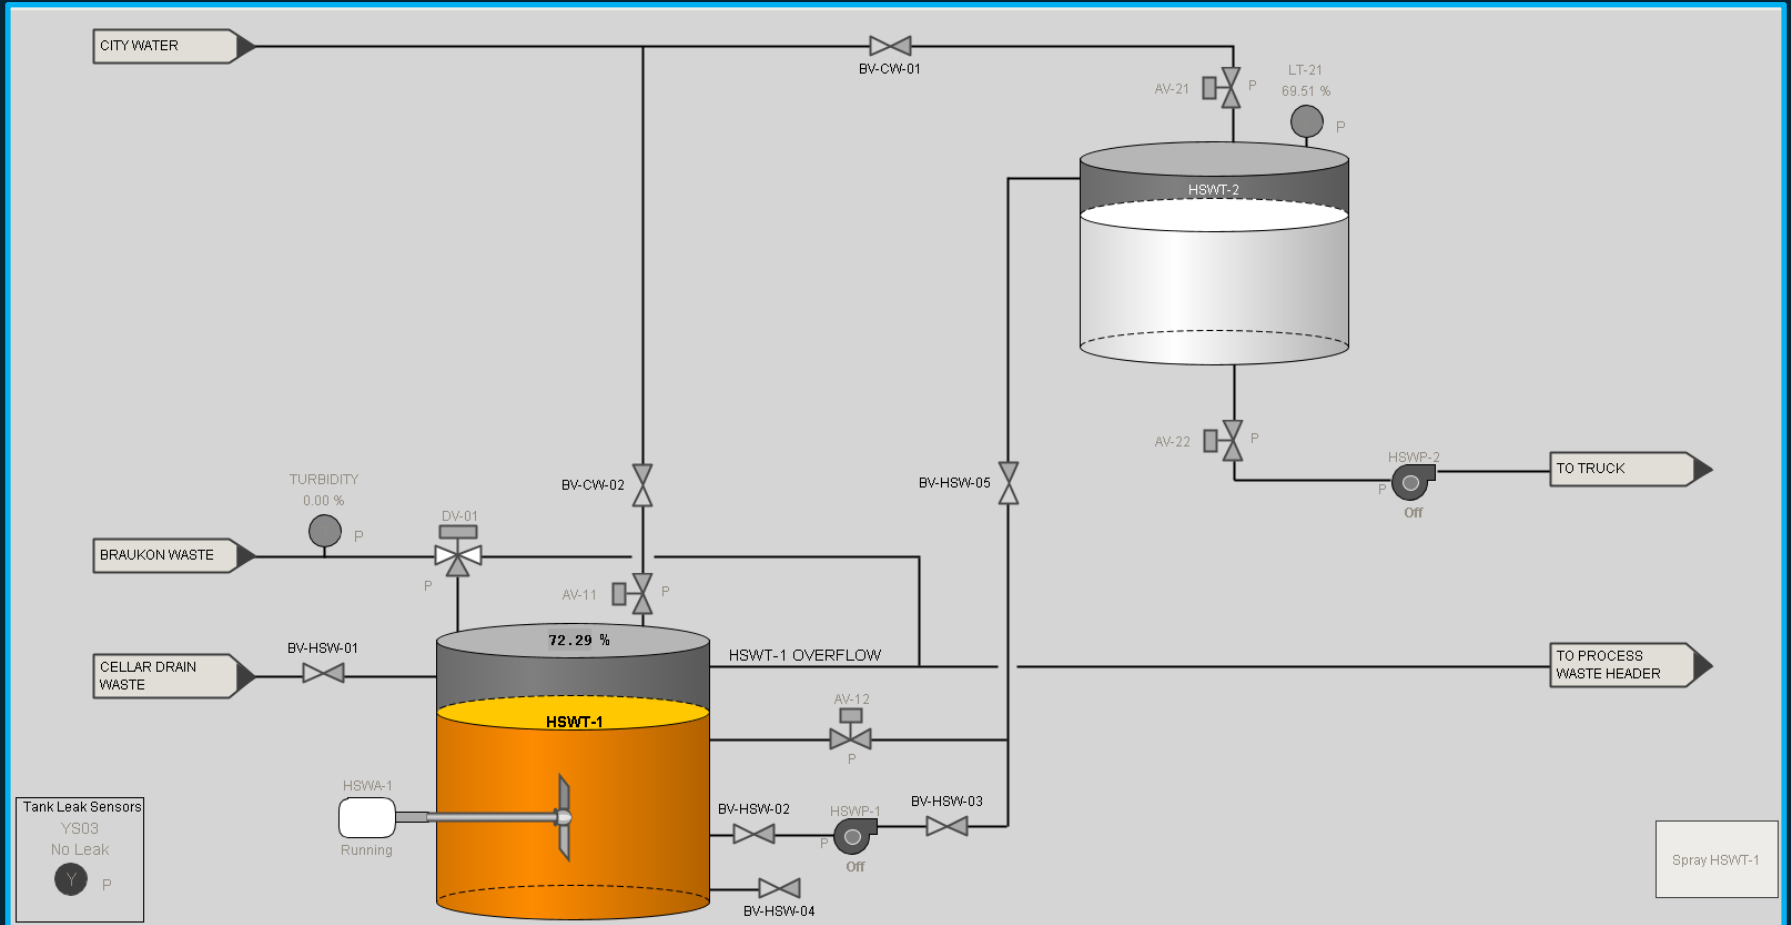 CITY WATER
BV-CW-01
AV-21
P
LT-21
69.51 %
P
HSWT-2
BV-CW-02
BV-HSW-05
AV-22
P
HSWP-2
P
Off
TO TRUCK
TURBIDITY
0.00 %
P
DV-01
P
BRAUKON WASTE
AV-11
P
72.29 %
BV-HSW-01
CELLAR DRAIN
WASTE
HSWT-1 OVERFLOW
TO PROCESS
WASTE HEADER
HSWT-1
AV-12
P
HSWA-1
Running
BV-HSW-02
HSWP-1
P
Off
BV-HSW-03
BV-HSW-04
Tank Leak Sensors
YS03
No Leak
Y
P
Spray HSWT-1